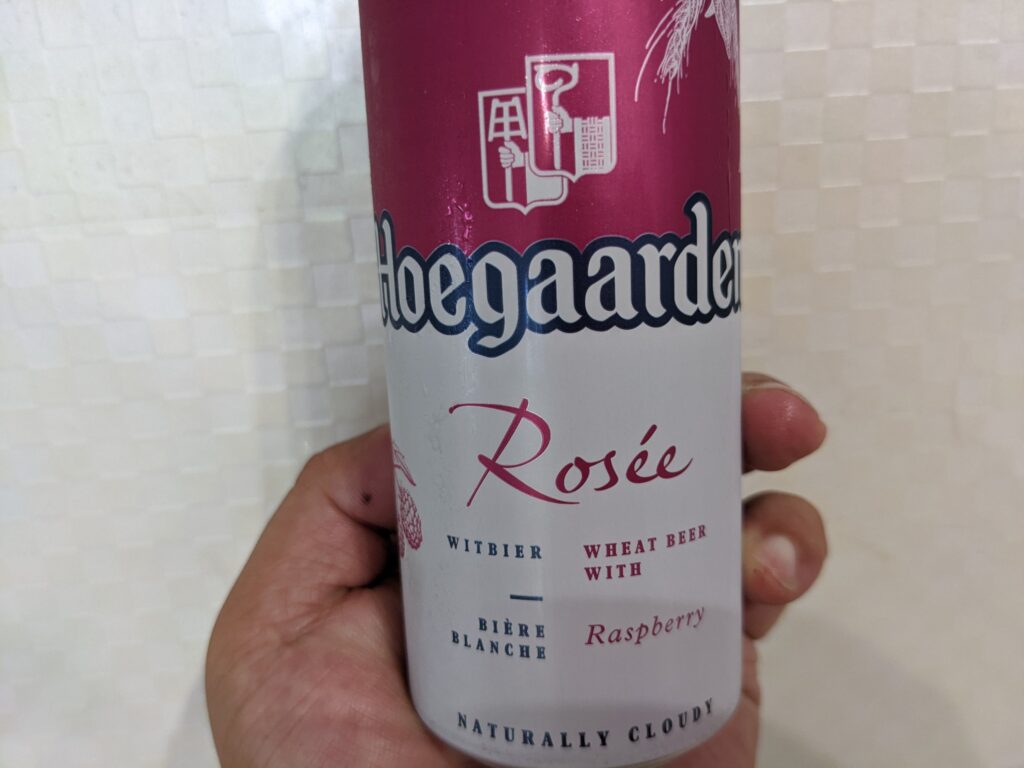 Hoegaarden
Rosée
WITBIER
BIÈRE
BLANCHE
WHEAT BEER
WITH
Raspberry
NATURALLY CLOUDY